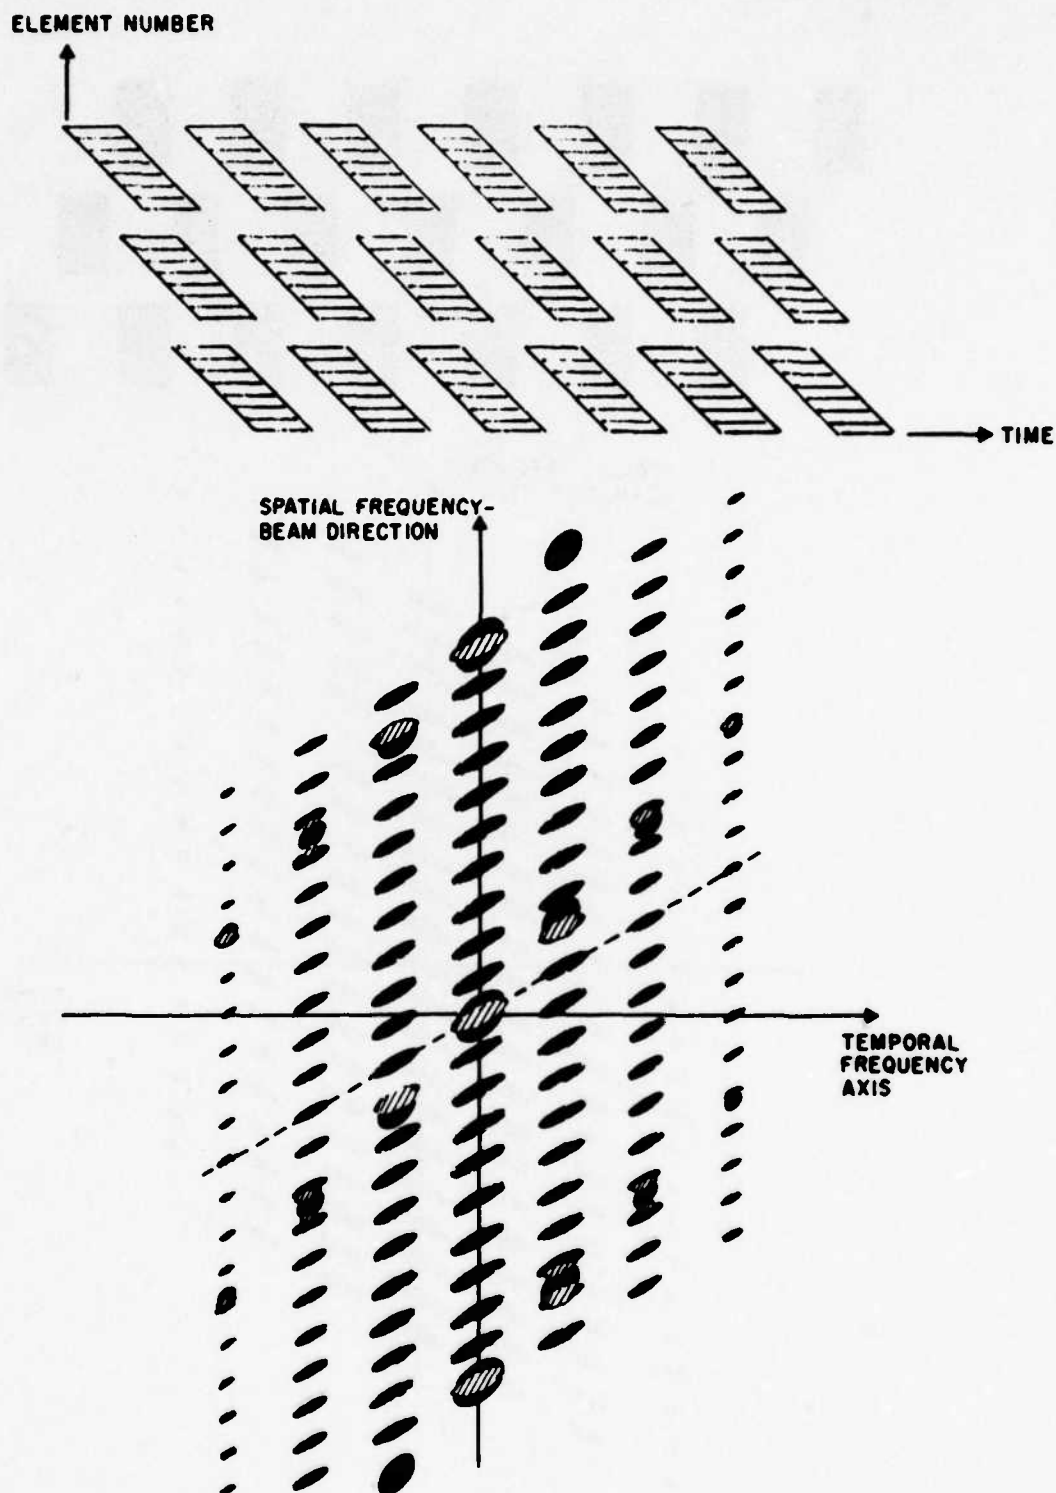 ELEMENT NUMBER
TIME
SPATIAL FREQUENCY-
BEAM DIRECTION
TEMPORAL
FREQUENCY
AXIS